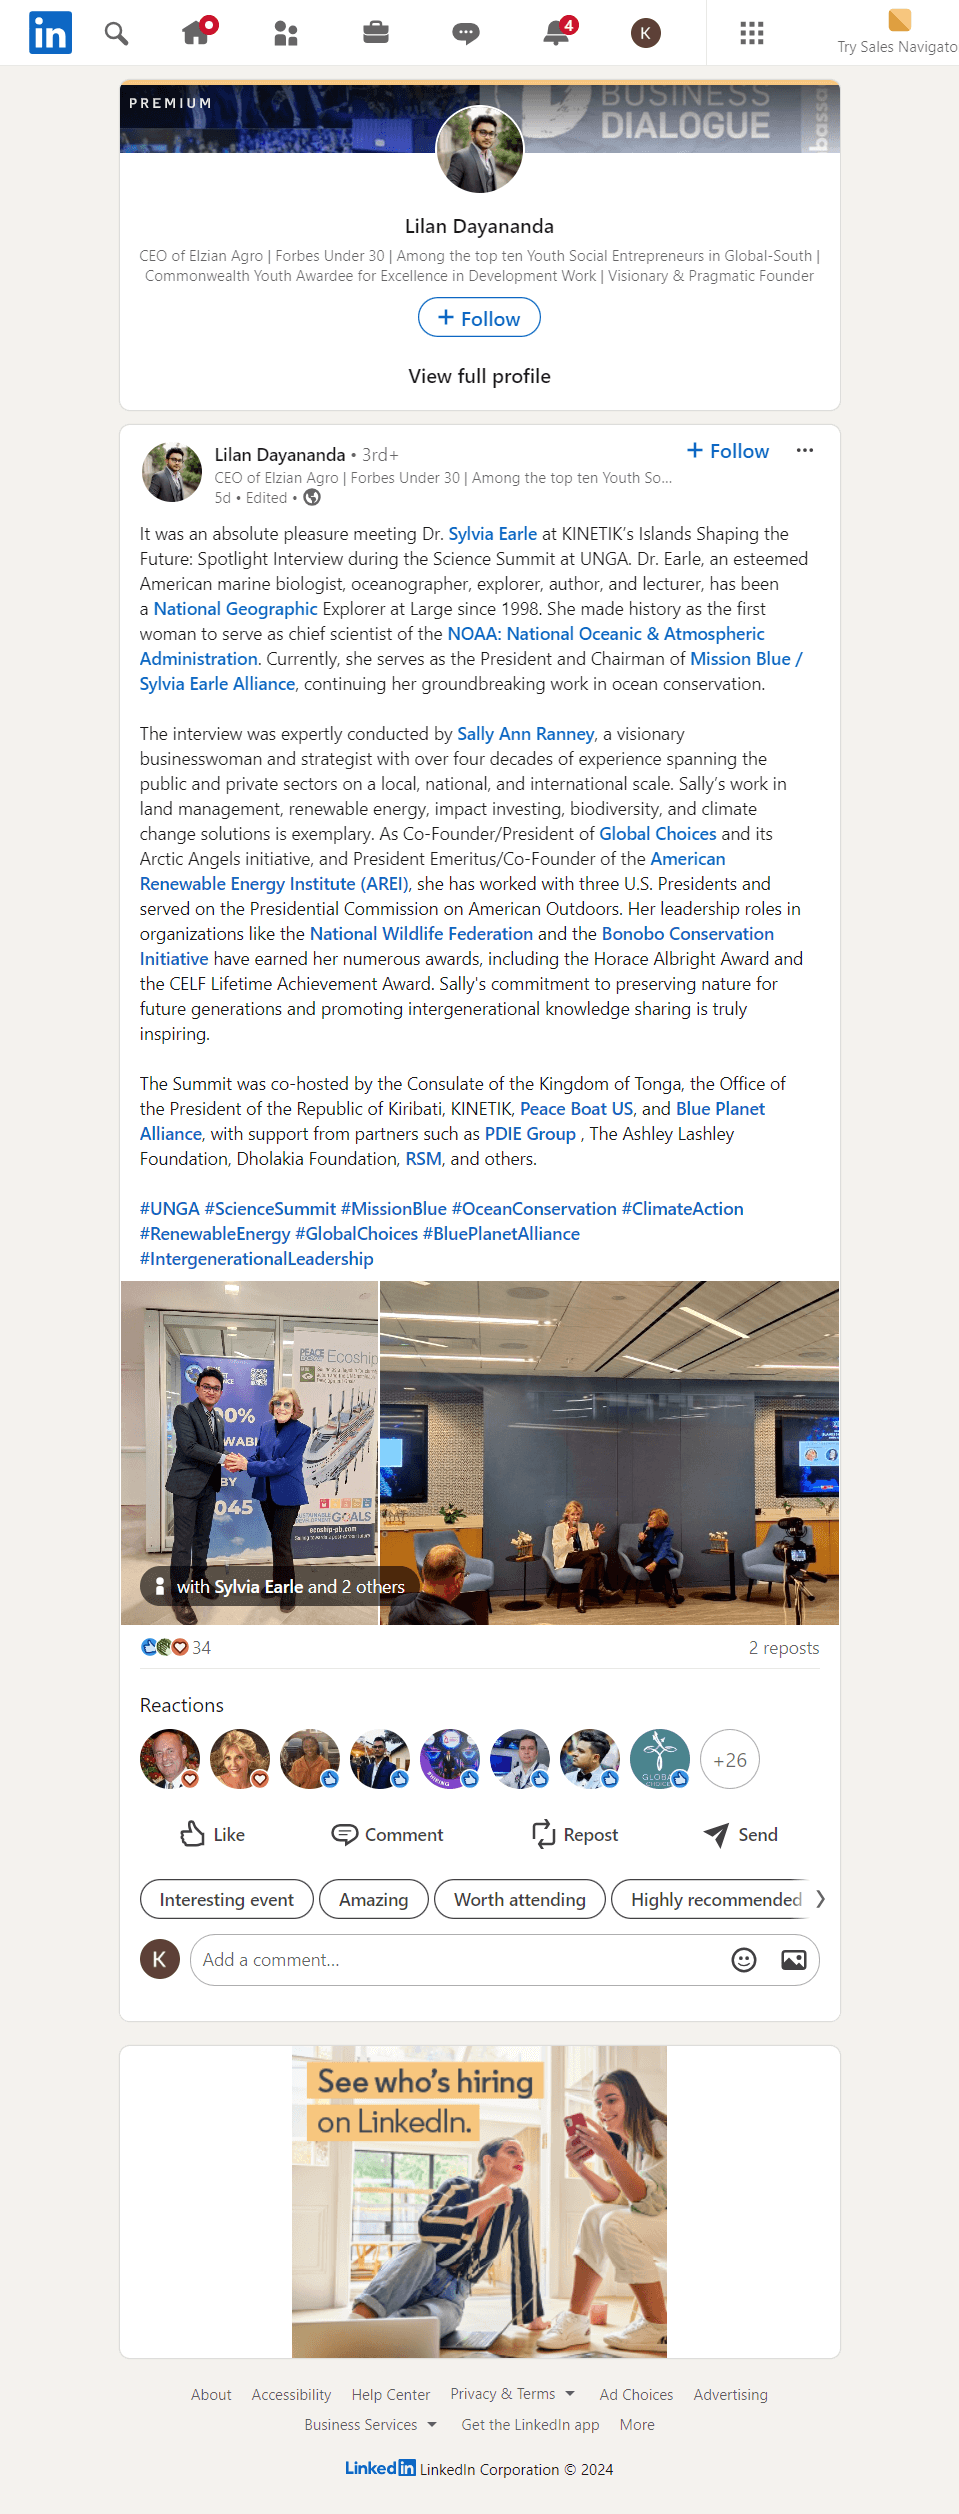 in
4
K
Try Sales Navigato
PREMIUM
BUSINESS
DIALOGUE
bassa
Lilan Dayananda
CEO of Elzian Agro | Forbes Under 30 | Among the top ten Youth Social Entrepreneurs in Global-South |
Commonwealth Youth Awardee for Excellence in Development Work | Visionary & Pragmatic Founder
+ Follow
View full profile
Lilan Dayananda • 3rd+
+ Follow
CEO of Elzian Agro | Forbes Under 30 | Among the top ten Youth So...
5d • Edited •
It was an absolute pleasure meeting Dr. Sylvia Earle at KINETIK’s Islands Shaping the
Future: Spotlight Interview during the Science Summit at UNGA. Dr. Earle, an esteemed
American marine biologist, oceanographer, explorer, author, and lecturer, has been
a National Geographic Explorer at Large since 1998. She made history as the first
woman to serve as chief scientist of the NOAA: National Oceanic & Atmospheric
Administration. Currently, she serves as the President and Chairman of Mission Blue /
Sylvia Earle Alliance, continuing her groundbreaking work in ocean conservation.
The interview was expertly conducted by Sally Ann Ranney, a visionary
businesswoman and strategist with over four decades of experience spanning the
public and private sectors on a local, national, and international scale. Sally’s work in
land management, renewable energy, impact investing, biodiversity, and climate
change solutions is exemplary. As Co-Founder/President of Global Choices and its
Arctic Angels initiative, and President Emeritus/Co-Founder of the American
Renewable Energy Institute (AREI), she has worked with three U.S. Presidents and
served on the Presidential Commission on American Outdoors. Her leadership roles in
organizations like the National Wildlife Federation and the Bonobo Conservation
Initiative have earned her numerous awards, including the Horace Albright Award and
the CELF Lifetime Achievement Award. Sally's commitment to preserving nature for
future generations and promoting intergenerational knowledge sharing is truly
inspiring.
The Summit was co-hosted by the Consulate of the Kingdom of Tonga, the Office of
the President of the Republic of Kiribati, KINETIK, Peace Boat US, and Blue Planet
Alliance, with support from partners such as PDIE Group , The Ashley Lashley
Foundation, Dholakia Foundation, RSM, and others.
#UNGA #ScienceSummit #MissionBlue #OceanConservation #ClimateAction
#RenewableEnergy #GlobalChoices #BluePlanetAlliance
#IntergenerationalLeadership
PEACE Ecoship
00%
WABL
BY
045
GOALS
ecoship-pb.com
with Sylvia Earle and 2 others
34
2 reposts
Reactions
GLOBA
+26
Like
Comment
Repost
Send
Interesting event
Amazing
Worth attending
Highly recommended
K
Add a comment...
See who’s hiring
on LinkedIn.
About
Accessibility
Help Center
Privacy & Terms
Ad Choices
Advertising
Business Services
Get the LinkedIn app
More
LinkedIn LinkedIn Corporation © 2024